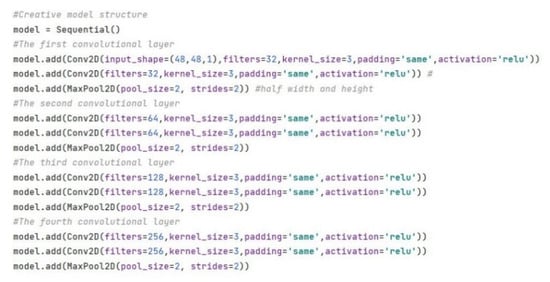 #Creative model structure
model = Sequential()
#The first convolutional layer
model.add(Conv2D(input_shape=(48,48,1),filters=32,kernel_size=3,padding='same',activation='relu'))
model.add(Conv2D(filters=32,kernel_size=3,padding='same',activation='relu')) #
model.add(MaxPool2D(pool_size=2, strides=2)) #half width and height
#The second convolutional layer
model.add(Conv2D(filters=64,kernel_size=3,padding='same',activation='relu'))
model.add(Conv2D(filters=64,kernel_size=3,padding='same',activation='relu'))
model.add(MaxPool2D(pool_size=2, strides=2))
#The third convolutional layer
model.add(Conv2D(filters=128,kernel_size=3,padding='same',activation='relu'))
model.add(Conv2D(filters=128,kernel_size=3,padding='same',activation='relu'))
model.add(MaxPool2D(pool_size=2, strides=2))
#The fourth convolutional layer
model.add(Conv2D(filters=256,kernel_size=3,padding='same',activation='relu'))
model.add(Conv2D(filters=256,kernel_size=3,padding='same',activation='relu'))
model.add(MaxPool2D(pool_size=2, strides=2))